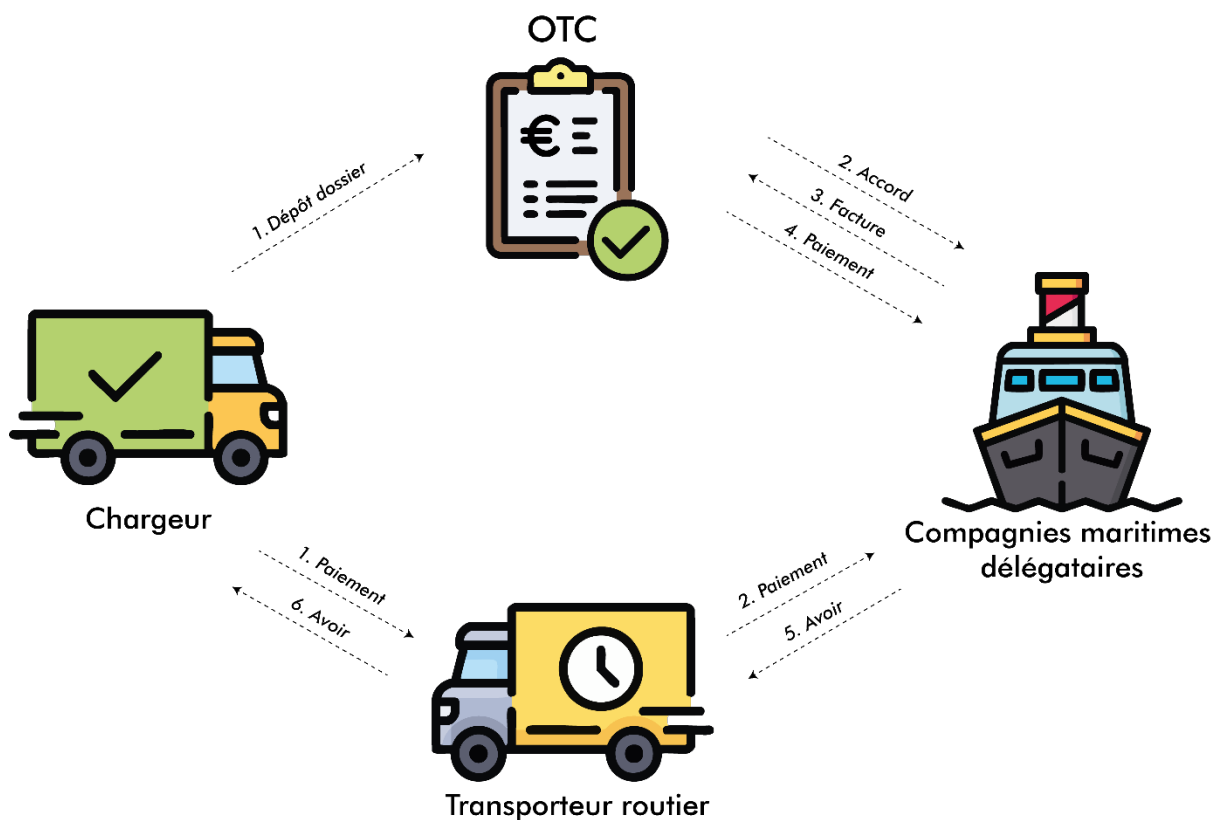 OTC
1. Dépôt dossier
2. Accord
3. Facture
4. Paiement
Chargeur
Compagnies maritimes
délégataires
1. Paiement
6. Avoir
2. Paiement
5. Avoir
Transporteur routier